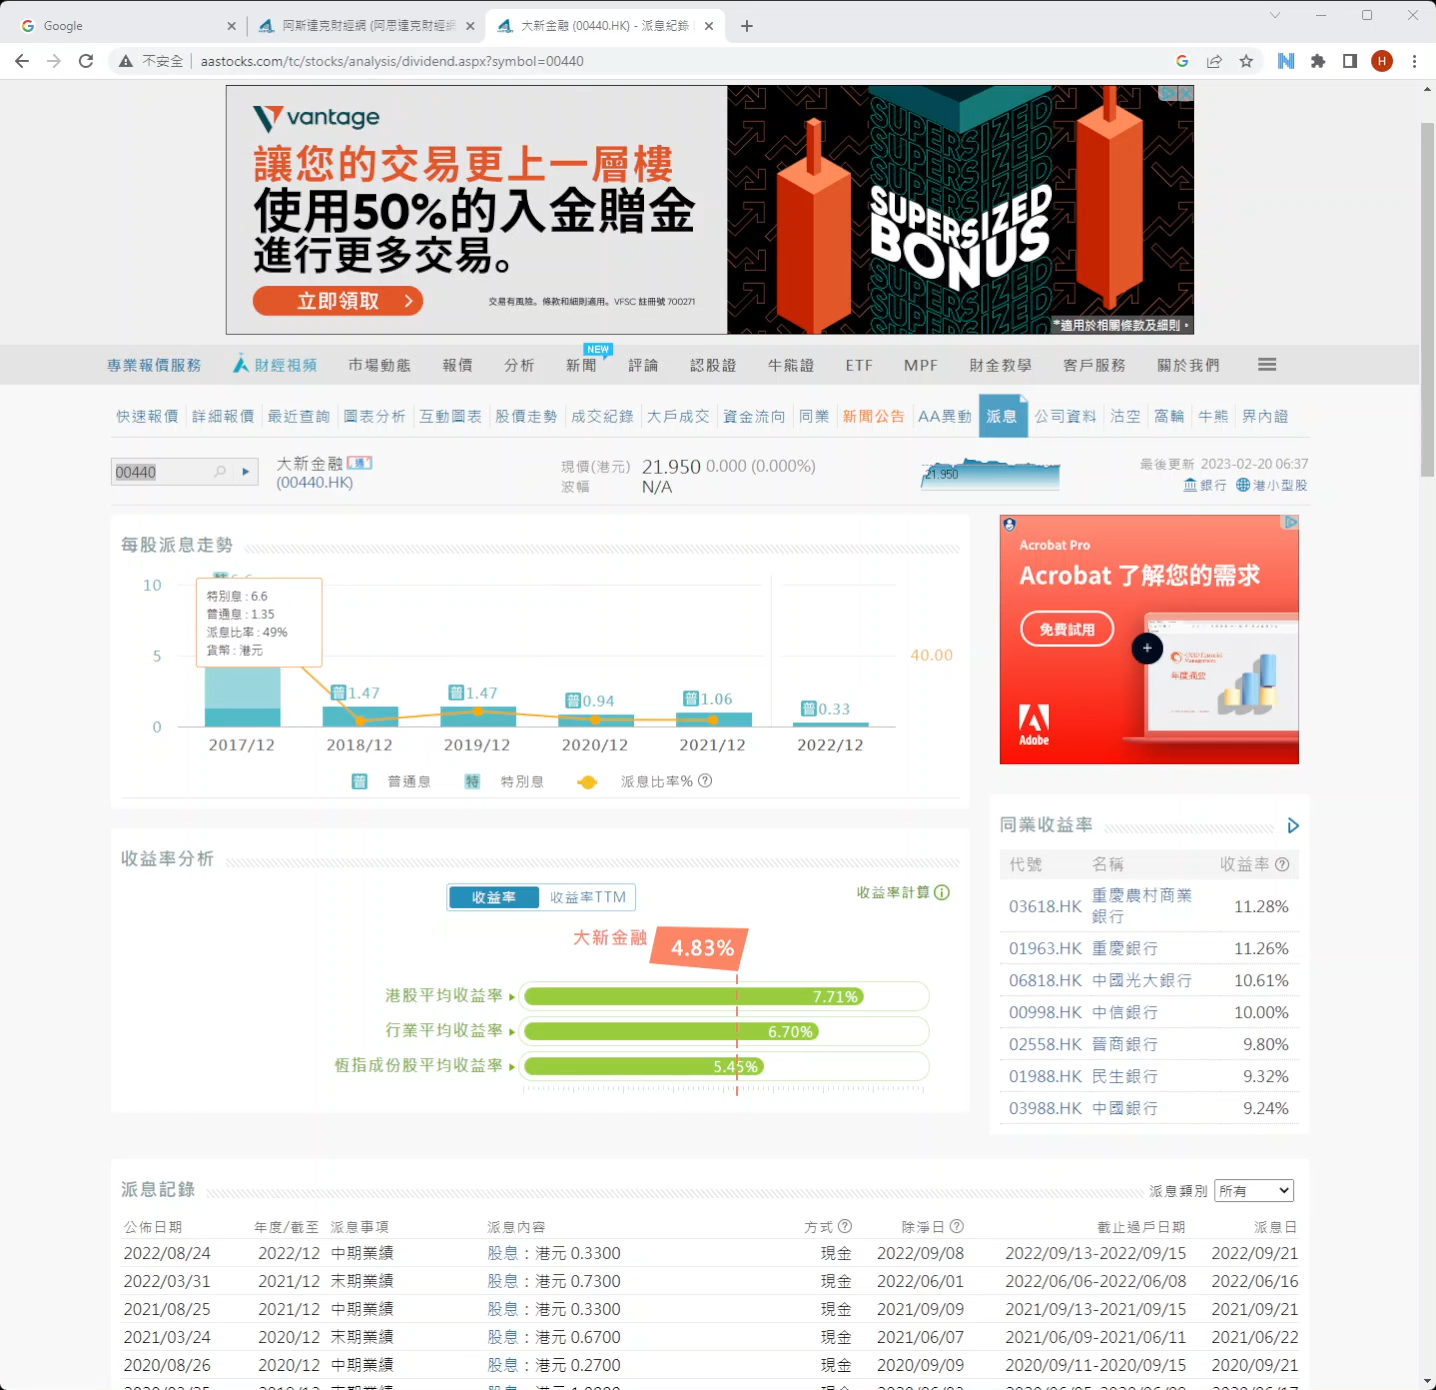 Google
阿斯達克財經網 (阿思達克財經網
大新金融 (00440.HK) - 派息紀錄
不安全
aastocks.com/tc/stocks/analysis/dividend.aspx?symbol=00440
H
vantage
讓您的交易更上一層樓
使用50%的入金贈金
進行更多交易。
立即領取
交易有風險。條款和細則適用。VFSC 註冊號 700271
SUPERSIZED
BONUS
*適用於相關條款及細則。
專業報價服務 財經視頻 市場動態 報價 分析 新聞 NEW 評論 認股證 牛熊證 ETF MPF 財金教學 客戶服務 關於我們
快速報價 詳細報價 最近查詢 圖表分析 互動圖表 股價走勢 成交紀錄 大戶成交 資金流向 同業 新聞公告 AA異動 派息 公司資料 沽空 窩輪 牛熊 界內證
00440
大新金融
(00440.HK)
現價(港元) 21.950 0.000 (0.000%)
波幅 N/A
21.950
最後更新 2023-02-20 06:37
銀行 港小型股
每股派息走勢
10
5
0
特別息 : 6.6
普通息 : 1.35
派息比率 : 49%
貨幣 : 港元
40.00
普1.47
普1.47
普0.94
普1.06
普0.33
2017/12 2018/12 2019/12 2020/12 2021/12 2022/12
普 普通息 特 特別息 派息比率%
Acrobat Pro
Acrobat 了解您的需求
免費試用
Adobe
收益率分析
收益率 收益率TTM
收益率計算
大新金融 4.83%
港股平均收益率 7.71%
行業平均收益率 6.70%
恆指成份股平均收益率 5.45%
同業收益率
代號 名稱 收益率
03618.HK 重慶農村商業銀行 11.28%
01963.HK 重慶銀行 11.26%
06818.HK 中國光大銀行 10.61%
00998.HK 中信銀行 10.00%
02558.HK 晉商銀行 9.80%
01988.HK 民生銀行 9.32%
03988.HK 中國銀行 9.24%
派息記錄
派息類別 所有
公佈日期 年度/截至 派息事項 派息內容 方式 除淨日 截止過戶日期 派息日
2022/08/24 2022/12 中期業績 股息：港元 0.3300 現金 2022/09/08 2022/09/13-2022/09/15 2022/09/21
2022/03/31 2021/12 末期業績 股息：港元 0.7300 現金 2022/06/01 2022/06/06-2022/06/08 2022/06/16
2021/08/25 2021/12 中期業績 股息：港元 0.3300 現金 2021/09/09 2021/09/13-2021/09/15 2021/09/21
2021/03/24 2020/12 末期業績 股息：港元 0.6700 現金 2021/06/07 2021/06/09-2021/06/11 2021/06/22
2020/08/26 2020/12 中期業績 股息：港元 0.2700 現金 2020/09/09 2020/09/11-2020/09/15 2020/09/21